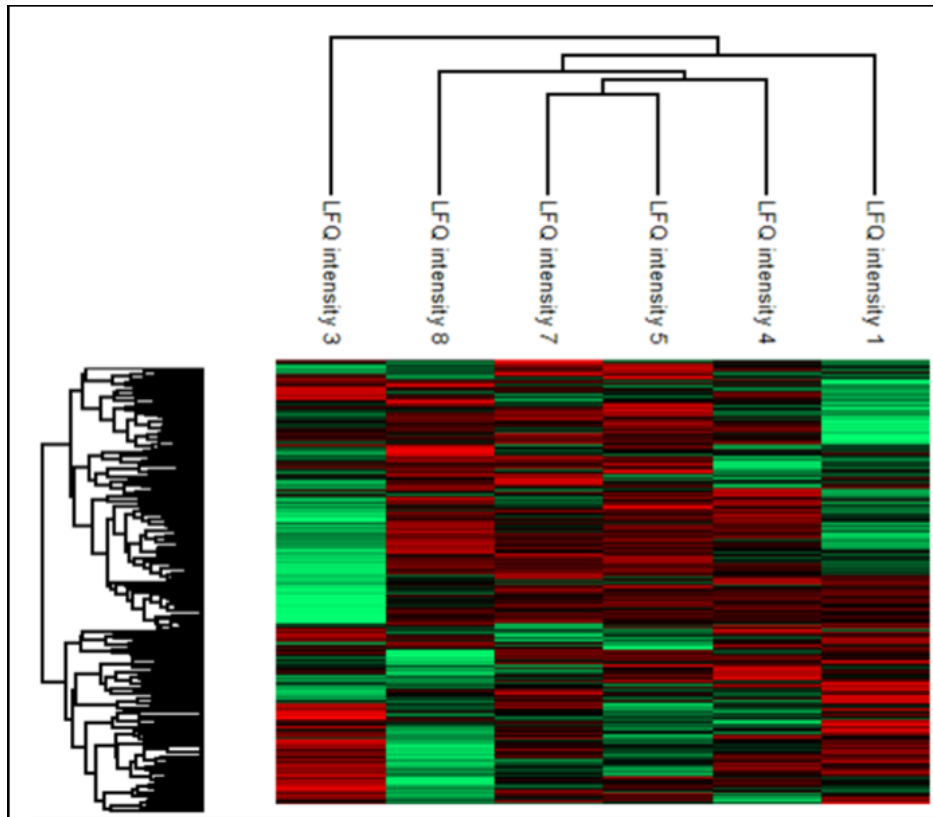 LFQ intensity 3
LFQ intensity 8
LFQ intensity 7
LFQ intensity 5
LFQ intensity 4
LFQ intensity 1